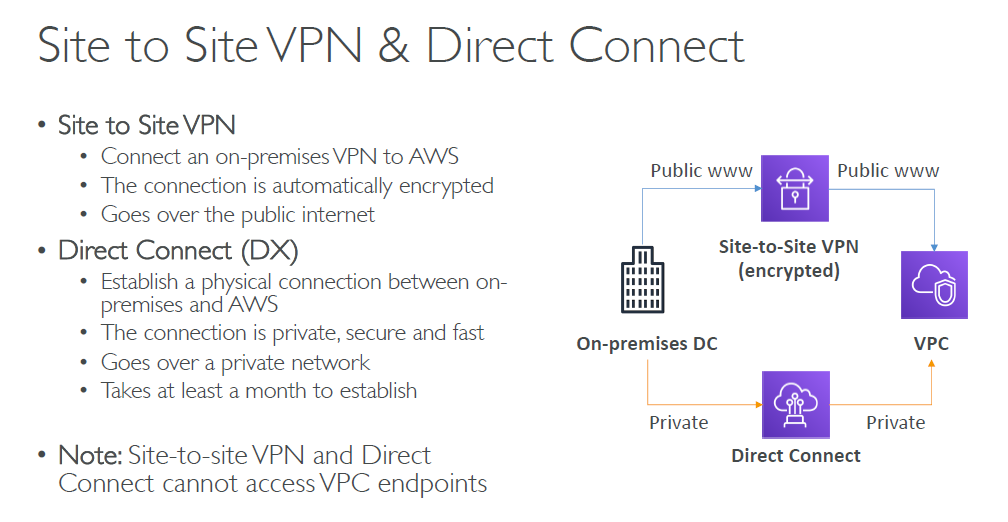 Site to Site VPN & Direct Connect
• Site to Site VPN
• Connect an on-premises VPN to AWS
• The connection is automatically encrypted
• Goes over the public internet
• Direct Connect (DX)
• Establish a physical connection between on-
premises and AWS
• The connection is private, secure and fast
• Goes over a private network
• Takes at least a month to establish
• Note: Site-to-site VPN and Direct
Connect cannot access VPC endpoints
Public www
Public www
Site-to-Site VPN
(encrypted)
On-premises DC
VPC
Private
Private
Direct Connect